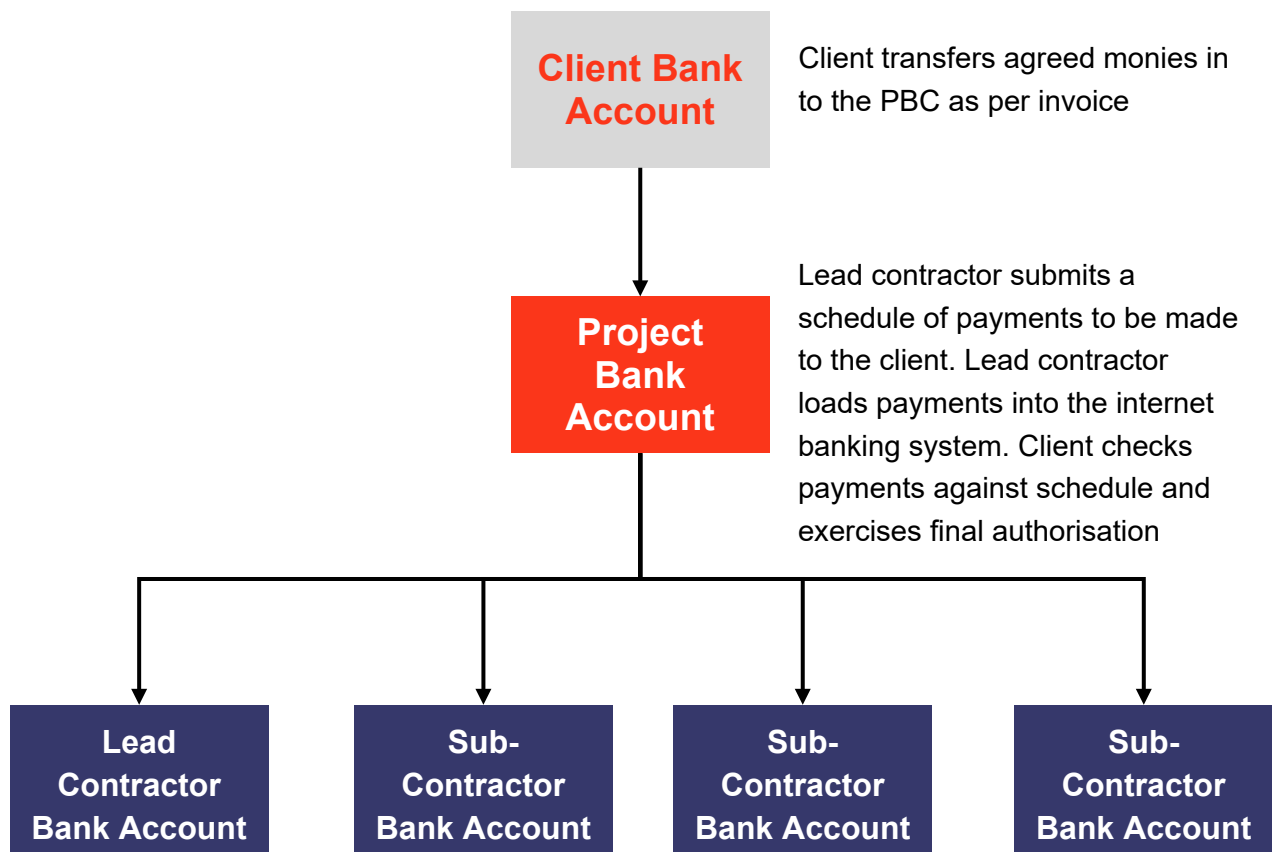 Client Bank
Account
Client transfers agreed monies in
to the PBC as per invoice
Project
Bank
Account
Lead contractor submits a
schedule of payments to be made
to the client. Lead contractor
loads payments into the internet
banking system. Client checks
payments against schedule and
exercises final authorisation
Lead
Contractor
Bank Account
Sub-
Contractor
Bank Account
Sub-
Contractor
Bank Account
Sub-
Contractor
Bank Account